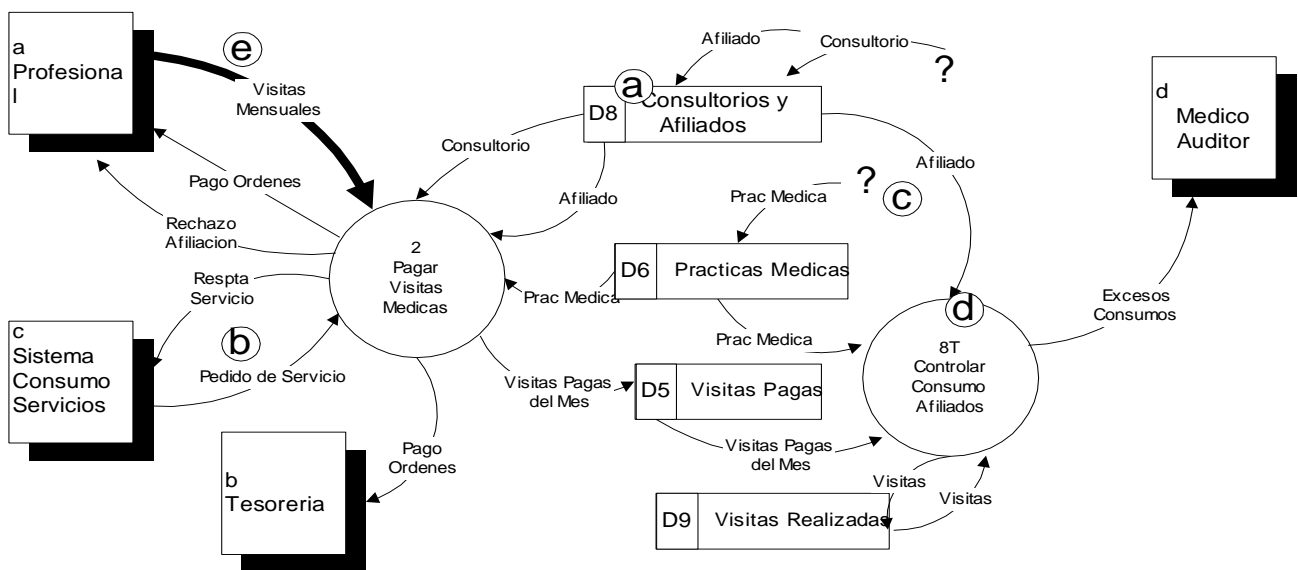 a
Profesiona
l
e
Visitas
Mensuales
Afiliado
Consultorio
?
a
D8
Consultorios y
Afiliados
d
Medico
Auditor
Consultorio
Afiliado
Pago Ordenes
Afiliado
Prac Medica
?
c
Rechazo
Afiliacion
2
Pagar
Visitas
Medicas
D6
Practicas Medicas
Respta
Servicio
Prac Medica
Excesos
Consumos
d
c
Sistema
Consumo
Servicios
b
Pedido de Servicio
Prac Medica
8T
Controlar
Consumo
Afiliados
Visitas Pagas
del Mes
D5
Visitas Pagas
b
Tesoreria
Pago
Ordenes
Visitas Pagas
del Mes
Visitas
Visitas
D9
Visitas Realizadas